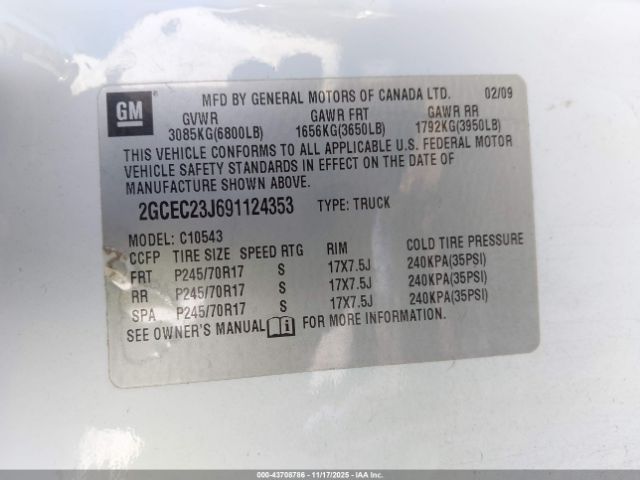 GM
MFD BY GENERAL MOTORS OF CANADA LTD. 02/09
GVWR GAWR FRT GAWR RR
3085KG(6800LB) 1656KG(3650LB) 1792KG(3950LB)
THIS VEHICLE CONFORMS TO ALL APPLICABLE U.S. FEDERAL MOTOR
VEHICLE SAFETY STANDARDS IN EFFECT ON THE DATE OF
MANUFACTURE SHOWN ABOVE.
2GCEC23J691124353 TYPE: TRUCK
MODEL: C10543
CCFP TIRE SIZE SPEED RTG RIM COLD TIRE PRESSURE
FRT P245/70R17 S 17X7.5J 240KPA(35PSI)
RR P245/70R17 S 17X7.5J 240KPA(35PSI)
SPA P245/70R17 S 17X7.5J 240KPA(35PSI)
SEE OWNER'S MANUAL FOR MORE INFORMATION.
000-43708786 - 11/17/2025 - IAAI.CA